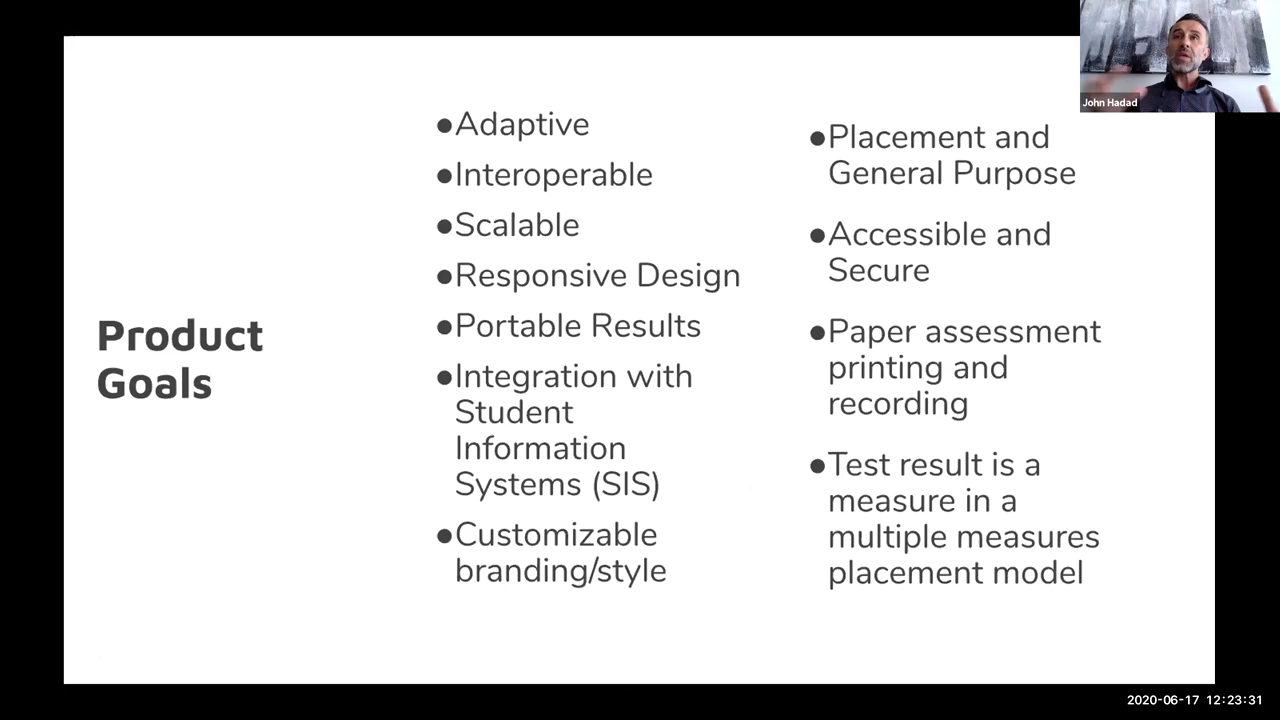 Product
Goals
●Adaptive
●Interoperable
●Scalable
●Responsive Design
●Portable Results
●Integration with
Student
Information
Systems (SIS)
●Customizable
branding/style
●Placement and
General Purpose
●Accessible and
Secure
●Paper assessment
printing and
recording
●Test result is a
measure in a
multiple measures
placement model
John Hadad
2020-06-17 12:23:31